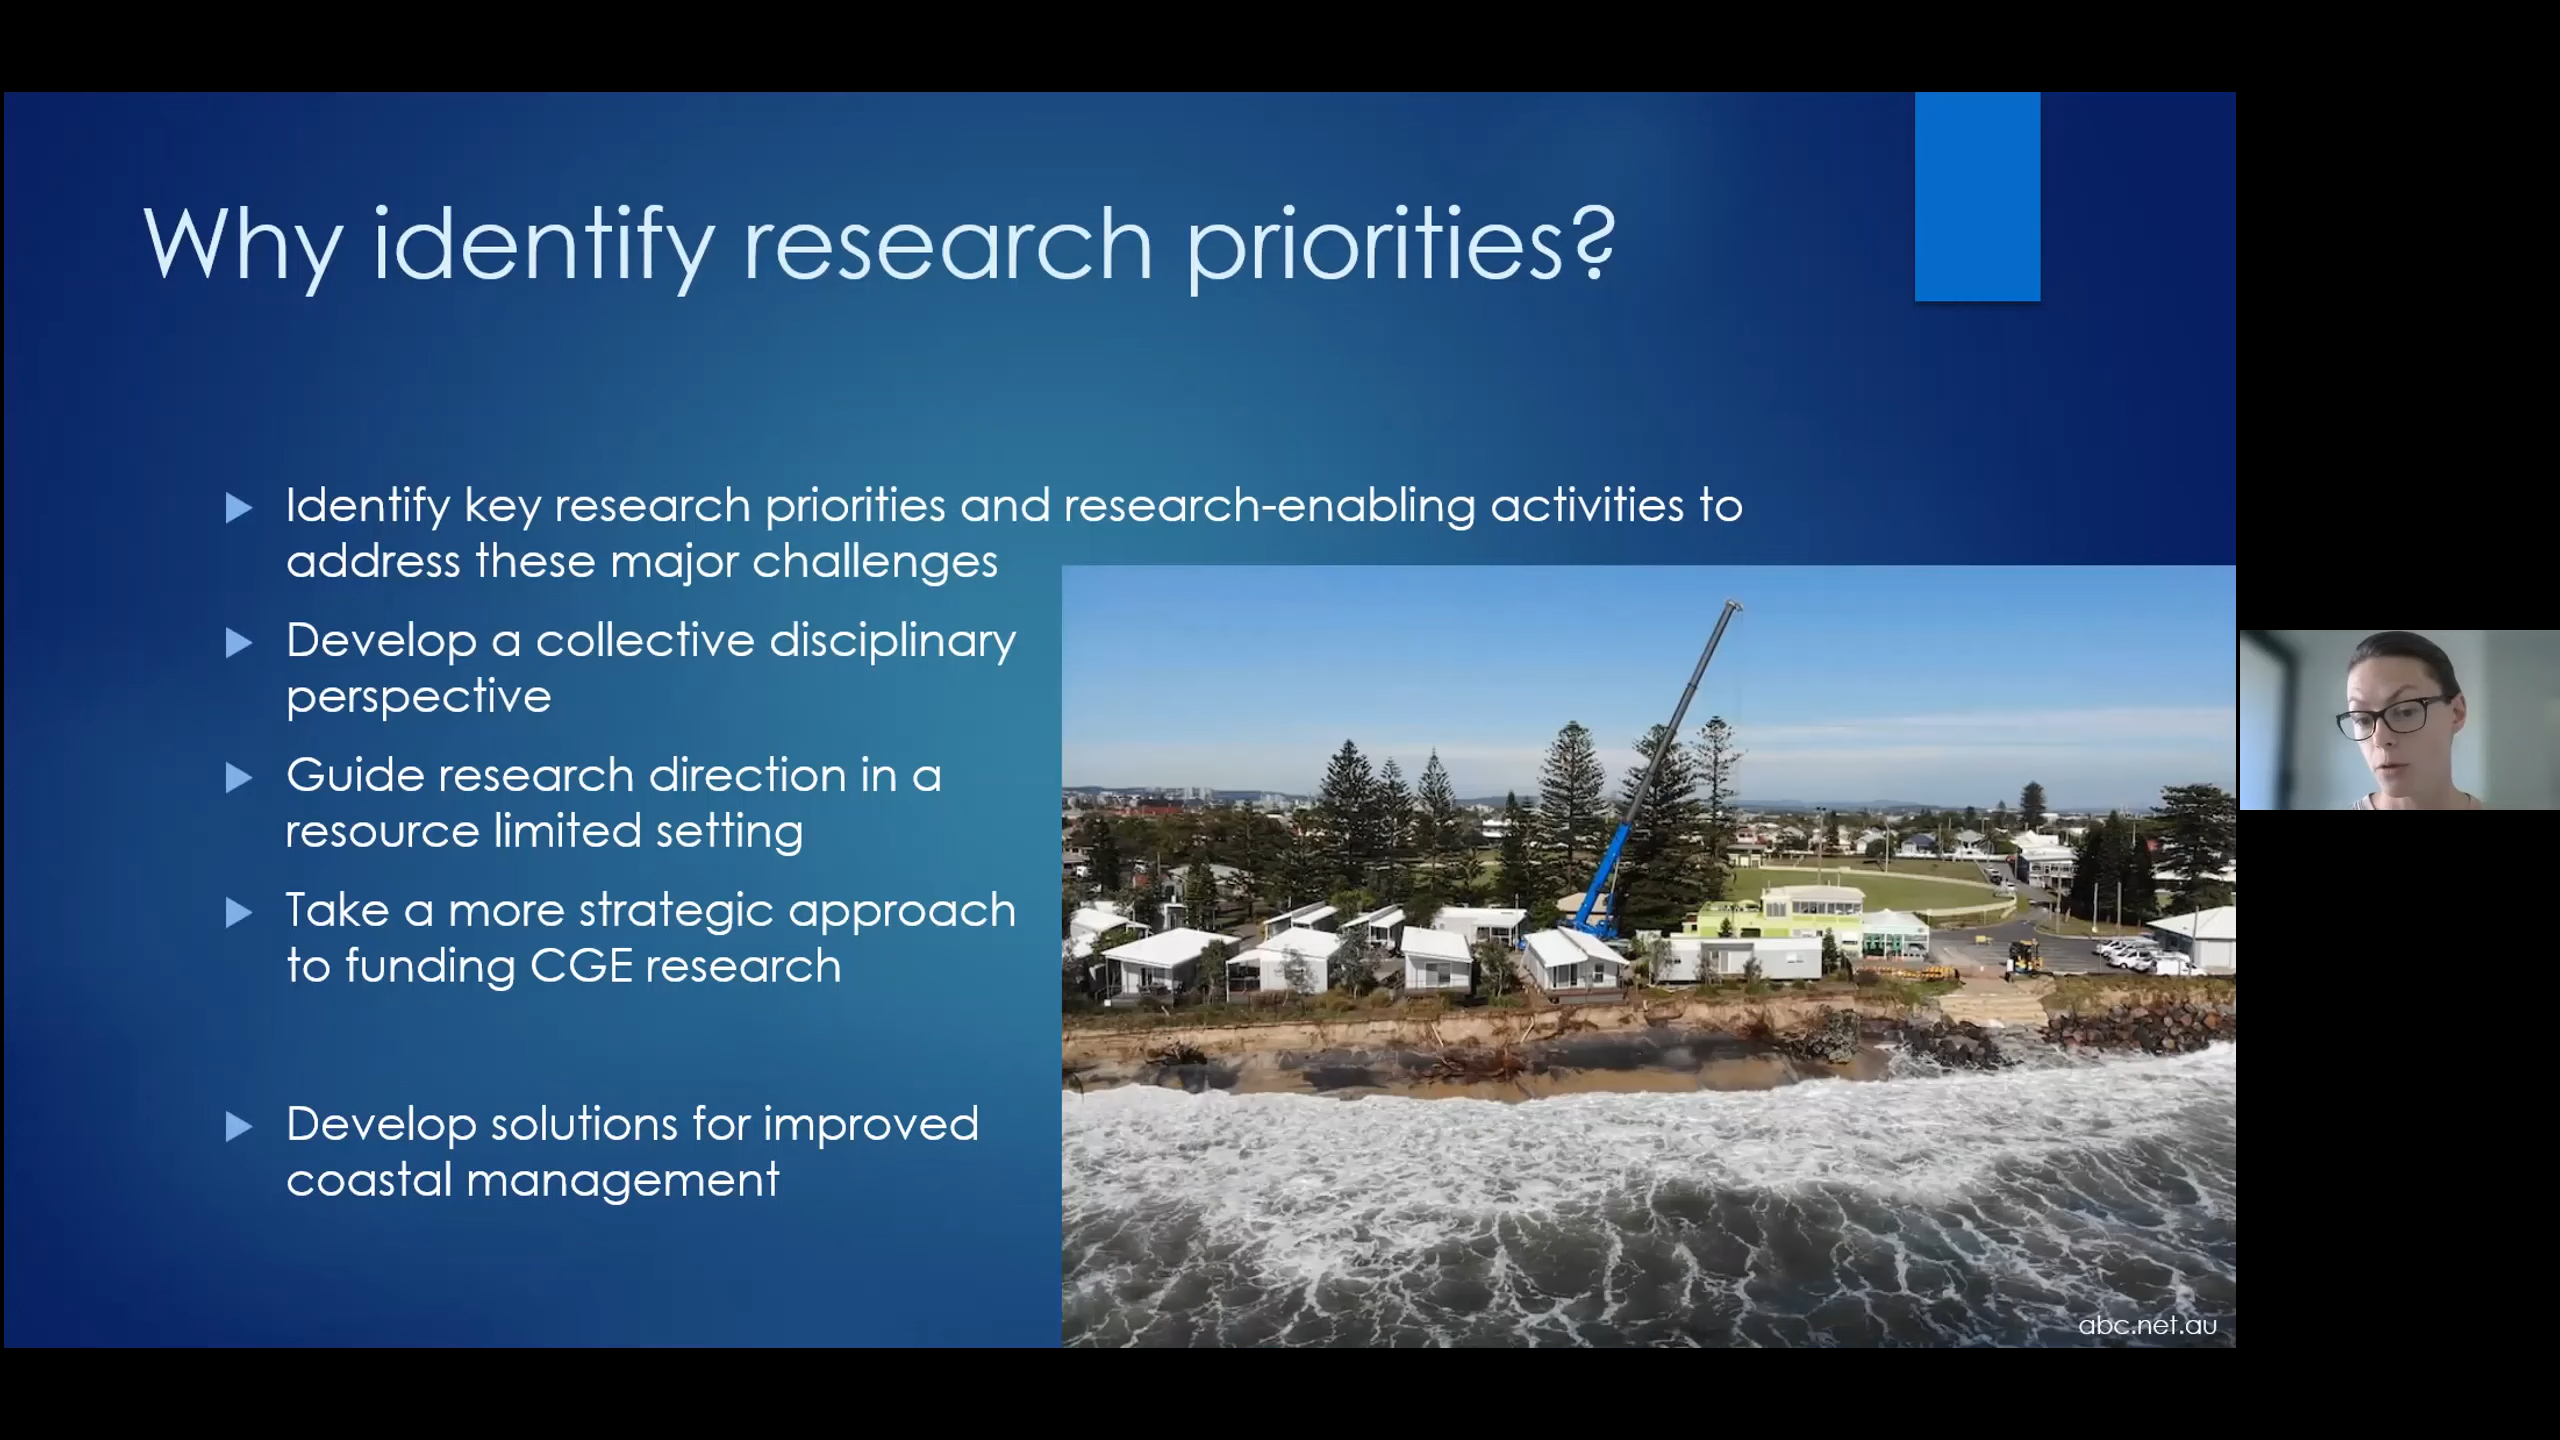 Why identify research priorities?
Identify key research priorities and research-enabling activities to
address these major challenges
Develop a collective disciplinary
perspective
Guide research direction in a
resource limited setting
Take a more strategic approach
to funding CGE research
Develop solutions for improved
coastal management
abc.net.au